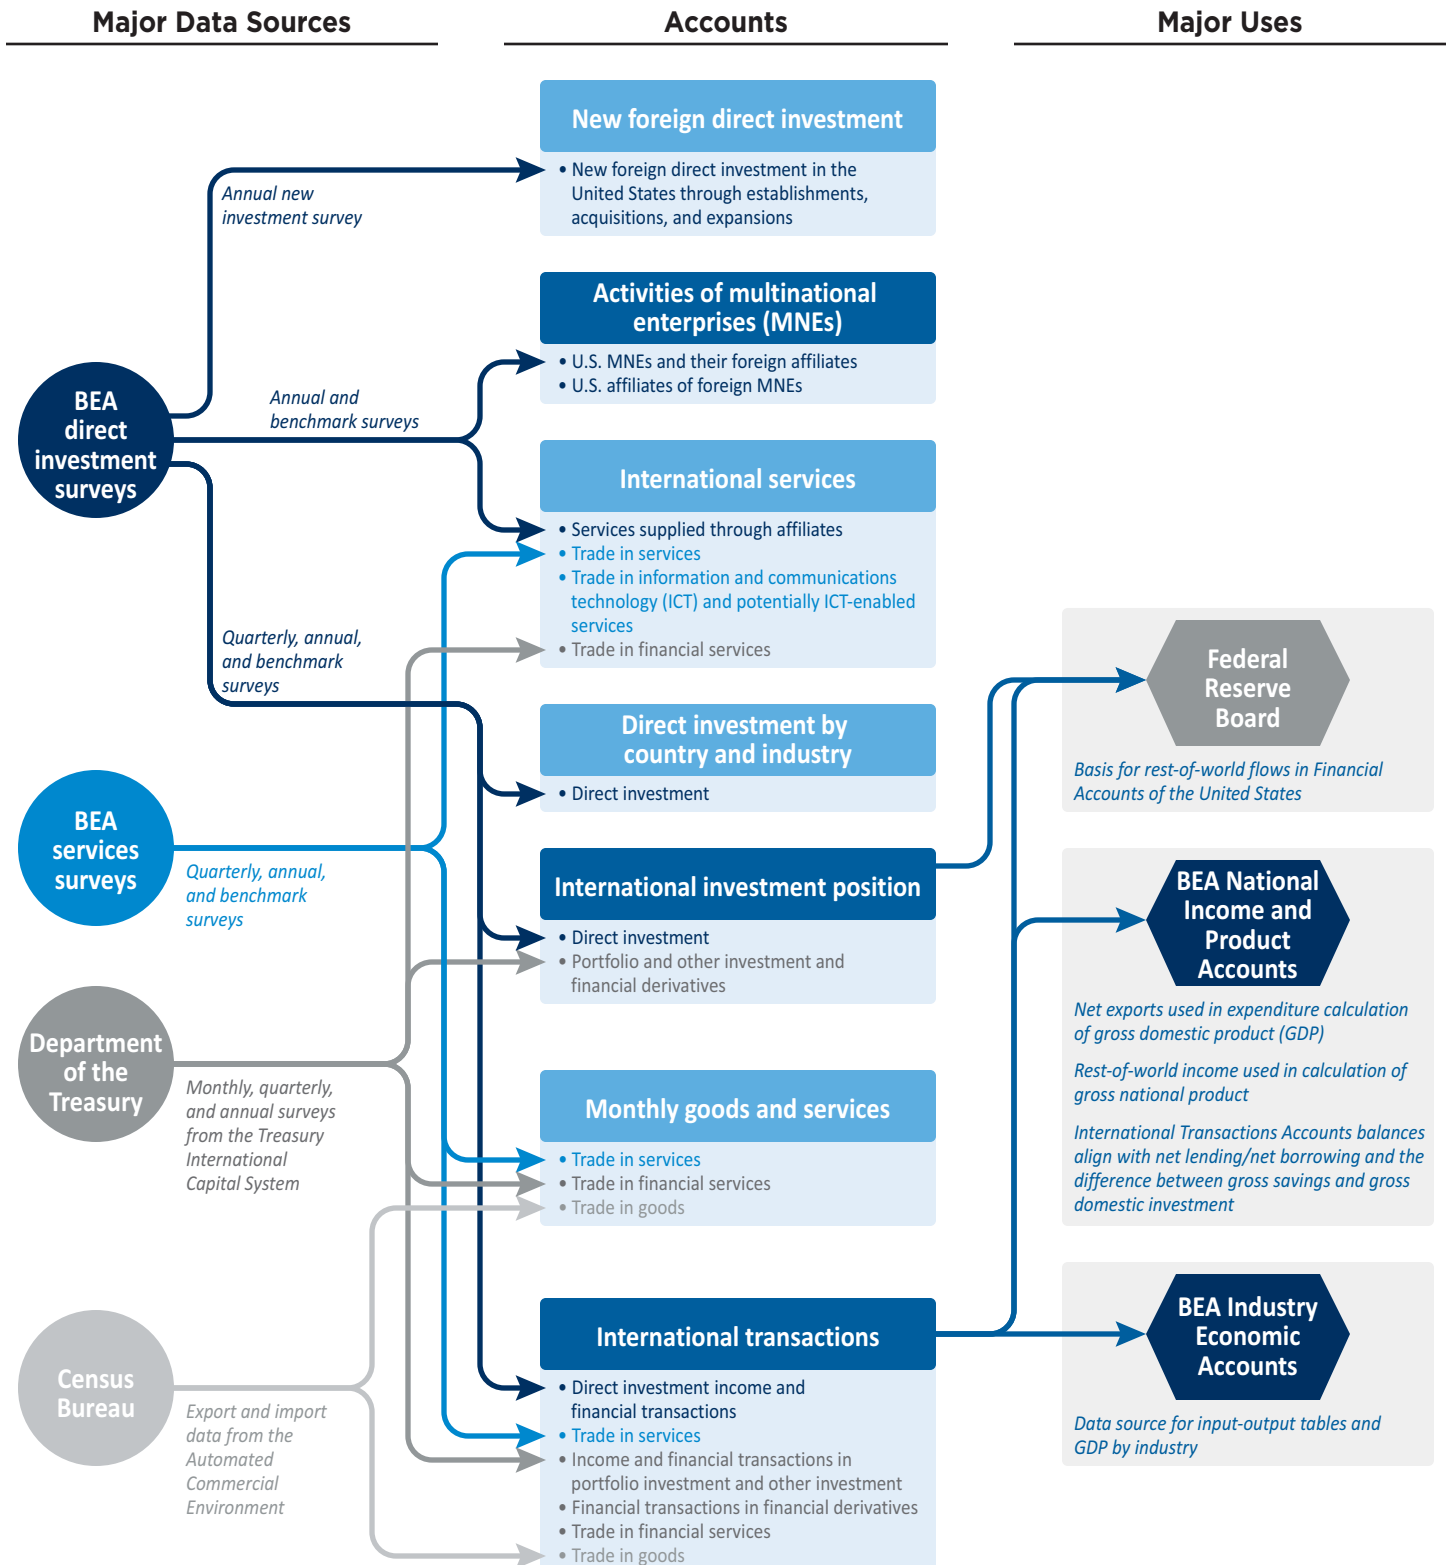 Major Data Sources
Accounts
Major Uses
New foreign direct investment
• New foreign direct investment in the
United States through establishments,
acquisitions, and expansions
Annual new
investment survey
Activities of multinational
enterprises (MNEs)
• U.S. MNEs and their foreign affiliates
• U.S. affiliates of foreign MNEs
BEA
direct
investment
surveys
Annual and
benchmark surveys
International services
• Services supplied through affiliates
• Trade in services
• Trade in information and communications
technology (ICT) and potentially ICT-enabled
services
• Trade in financial services
Quarterly, annual,
and benchmark
surveys
Federal
Reserve
Board
Basis for rest-of-world flows in Financial
Accounts of the United States
Direct investment by
country and industry
• Direct investment
BEA
services
surveys
Quarterly, annual,
and benchmark
surveys
International investment position
• Direct investment
• Portfolio and other investment and
financial derivatives
BEA National
Income and
Product
Accounts
Net exports used in expenditure calculation
of gross domestic product (GDP)
Rest-of-world income used in calculation of
gross national product
International Transactions Accounts balances
align with net lending/net borrowing and the
difference between gross savings and gross
domestic investment
Department
of the
Treasury
Monthly, quarterly,
and annual surveys
from the Treasury
International
Capital System
Monthly goods and services
• Trade in services
• Trade in financial services
• Trade in goods
Census
Bureau
Export and import
data from the
Automated
Commercial
Environment
International transactions
• Direct investment income and
financial transactions
• Trade in services
• Income and financial transactions in
portfolio investment and other investment
• Financial transactions in financial derivatives
• Trade in financial services
• Trade in goods
BEA Industry
Economic
Accounts
Data source for input-output tables and
GDP by industry